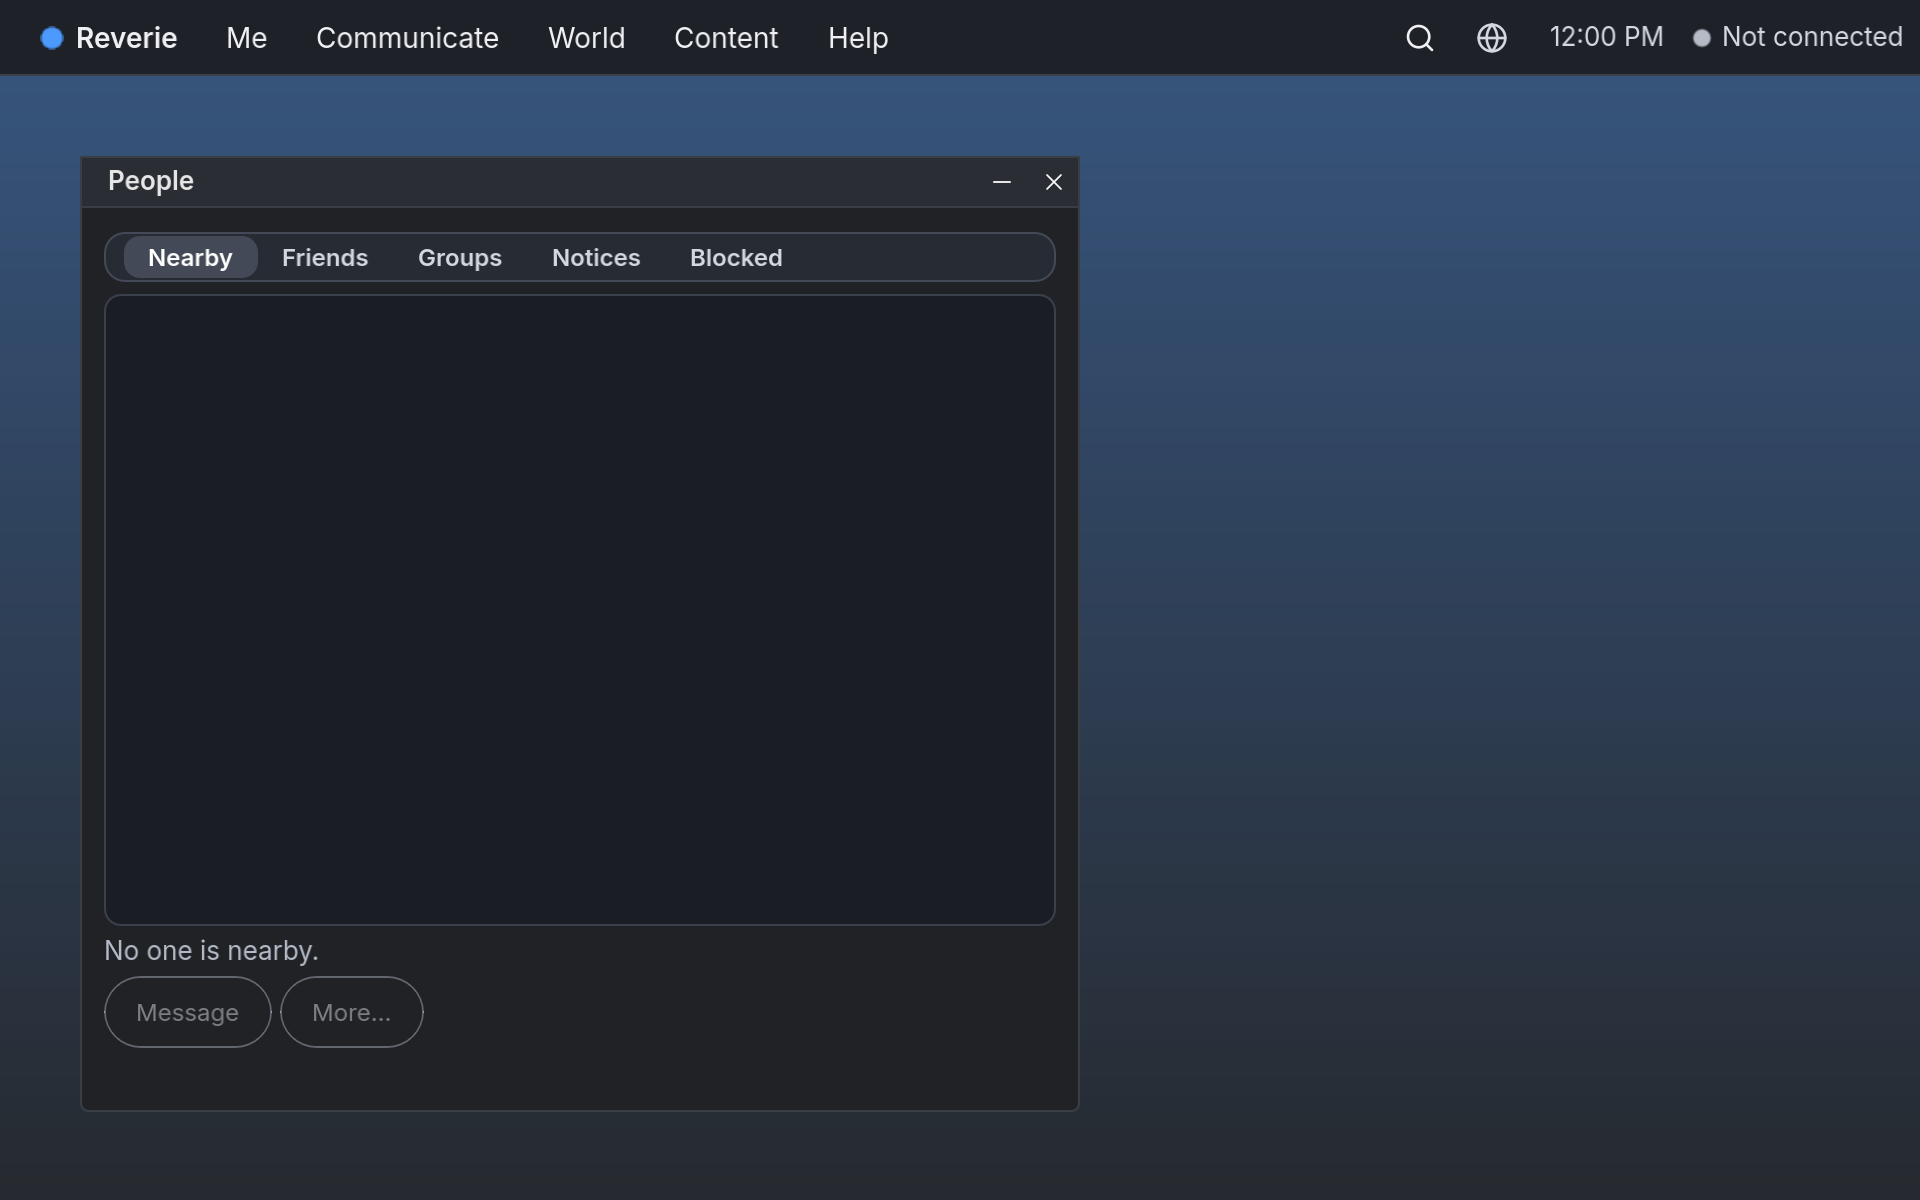 Reverie Me Communicate World Content Help 12:00 PM Not connected
People
Nearby Friends Groups Notices Blocked
No one is nearby.
Message More...